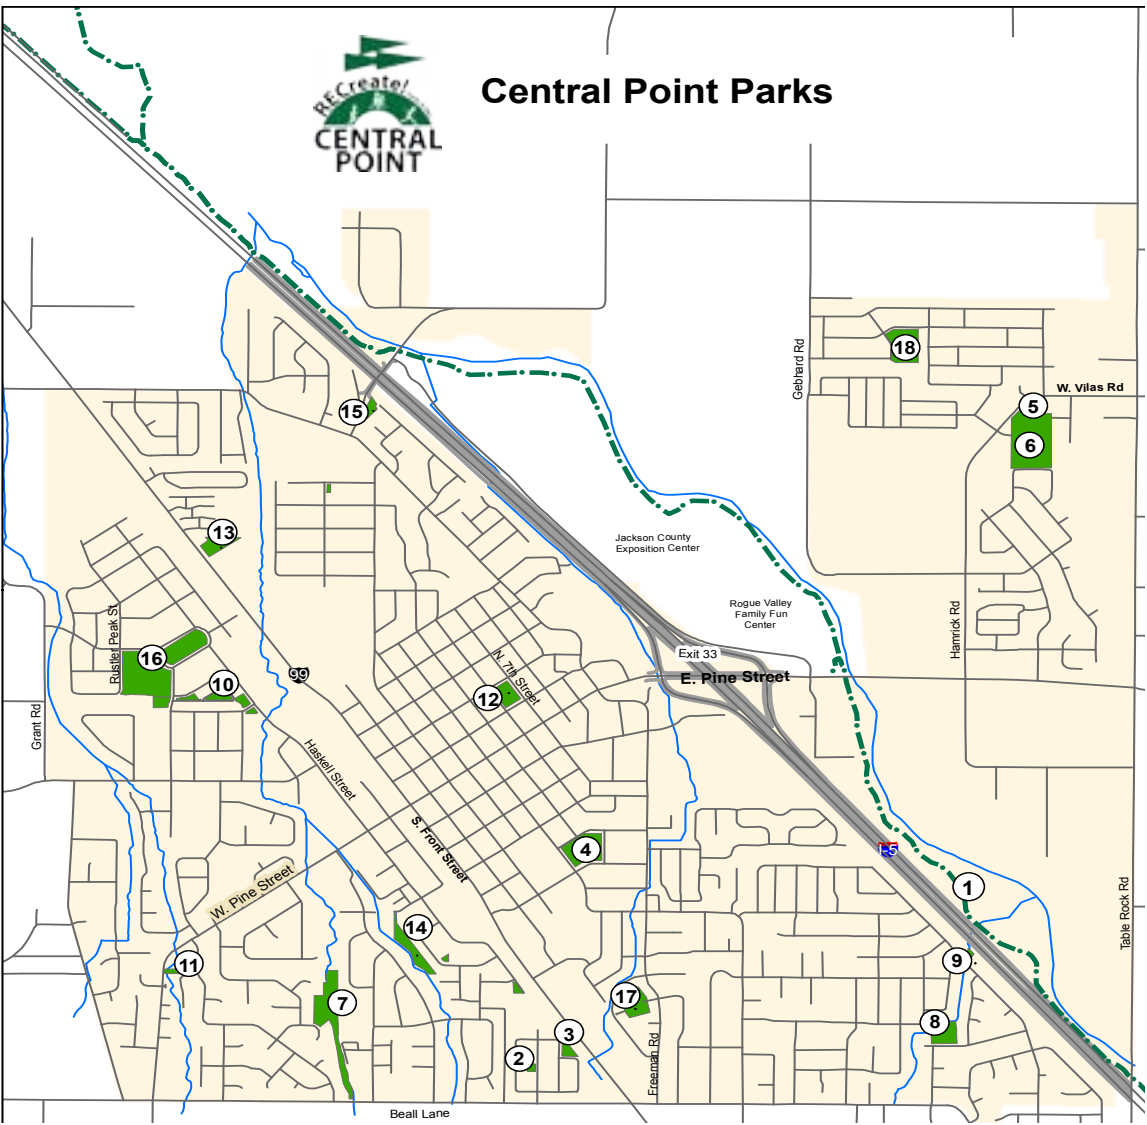 RECreate!
CENTRAL
POINT
Central Point Parks
Gebhard Rd
18
W. Vilas Rd
5
6
15
13
Jackson County
Exposition Center
Rogue Valley
Family Fun
Center
Hamrick Rd
Rustler Peak St
16
10
99
Exit 33
E. Pine Street
N. 7th Street
12
Grant Rd
Haskell Street
S. Front Street
4
I-5
1
W. Pine Street
Table Rock Rd
14
11
9
7
17
8
3
2
Freeman Rd
Beall Lane